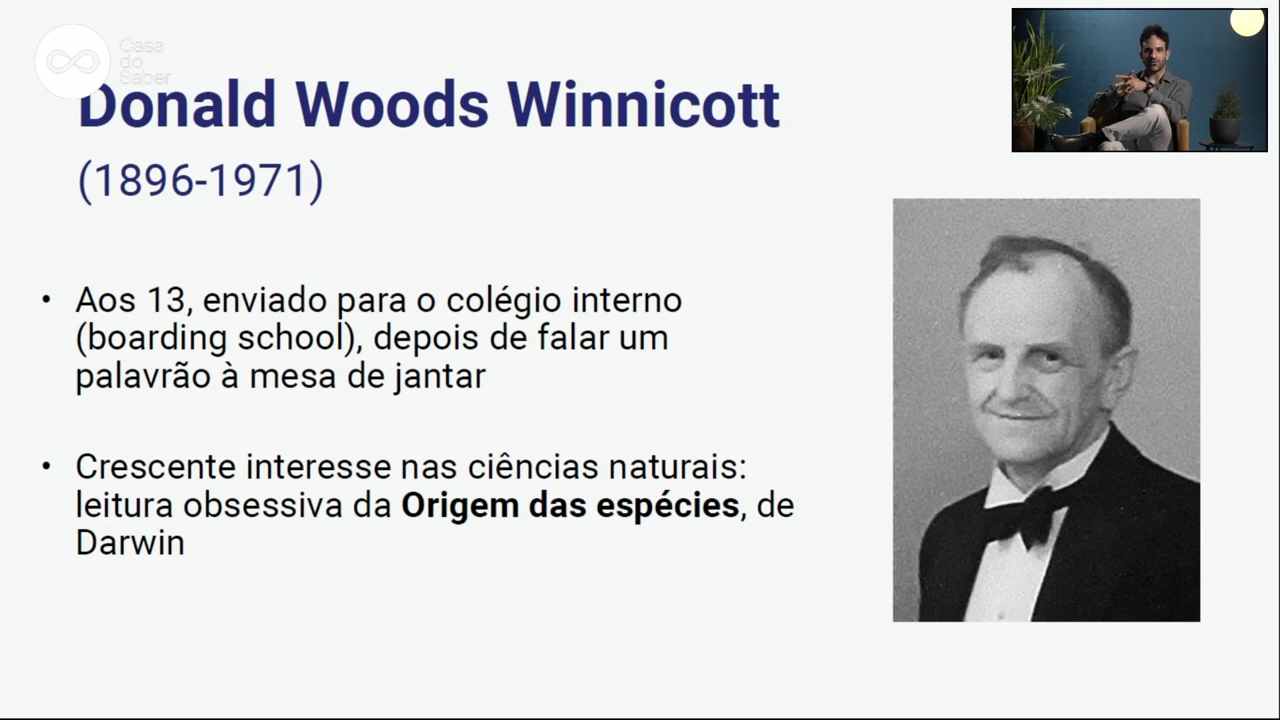 Casa
do
Saber
Donald Woods Winnicott
(1896-1971)
• Aos 13, enviado para o colégio interno
(boarding school), depois de falar um
palavrão à mesa de jantar
• Crescente interesse nas ciências naturais:
leitura obsessiva da Origem das espécies, de
Darwin